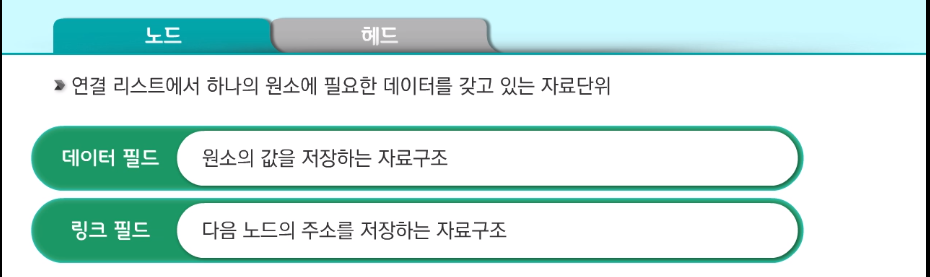 노드 헤드
연결 리스트에서 하나의 원소에 필요한 데이터를 갖고 있는 자료단위
데이터 필드 원소의 값을 저장하는 자료구조
링크 필드 다음 노드의 주소를 저장하는 자료구조